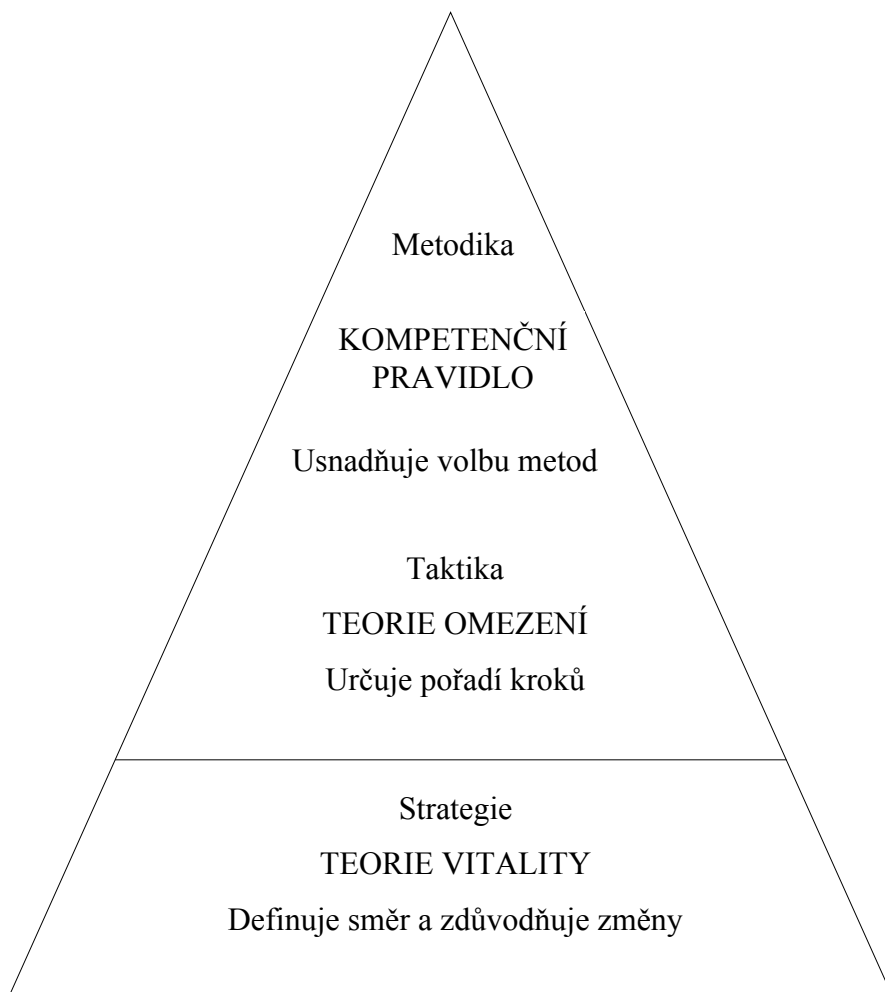 Metodika
KOMPETENČNÍ
PRAVIDLO
Usnadňuje volbu metod
Taktika
TEORIE OMEZENÍ
Určuje pořadí kroků
Strategie
TEORIE VITALITY
Definuje směr a zdůvodňuje změny